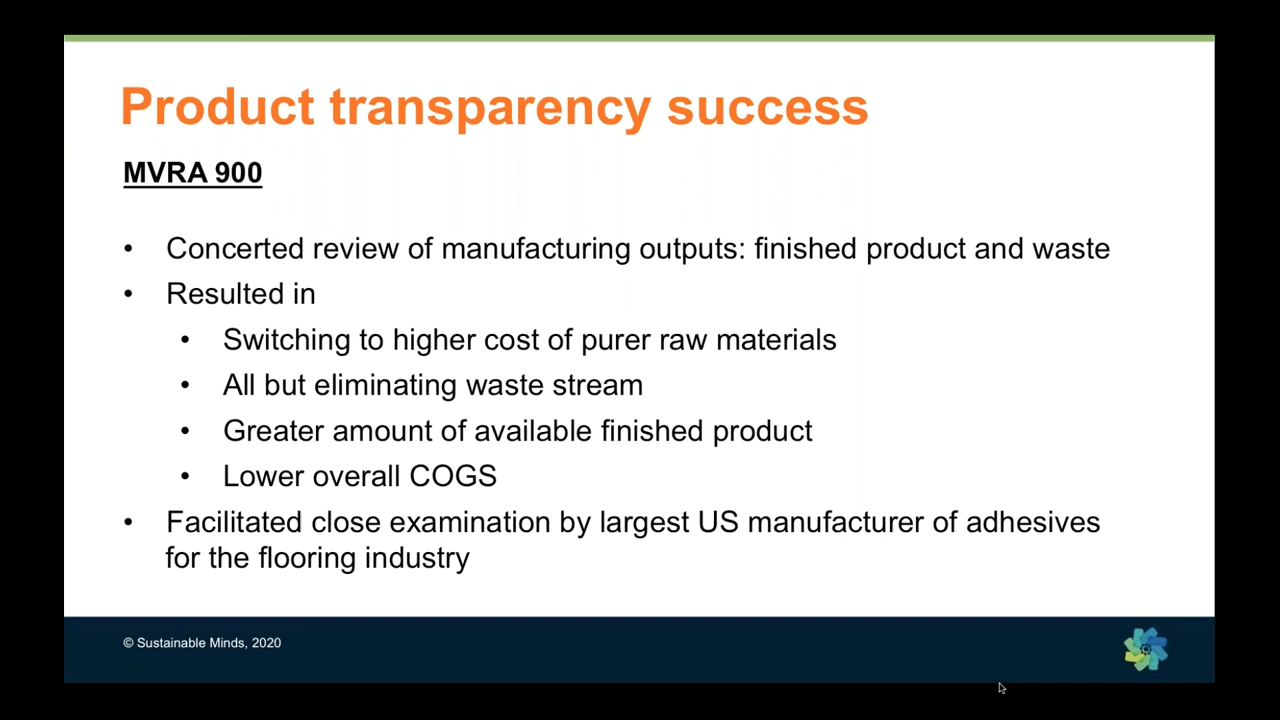 Product transparency success
MVRA 900
• Concerted review of manufacturing outputs: finished product and waste
• Resulted in
• Switching to higher cost of purer raw materials
• All but eliminating waste stream
• Greater amount of available finished product
• Lower overall COGS
• Facilitated close examination by largest US manufacturer of adhesives
for the flooring industry
© Sustainable Minds, 2020